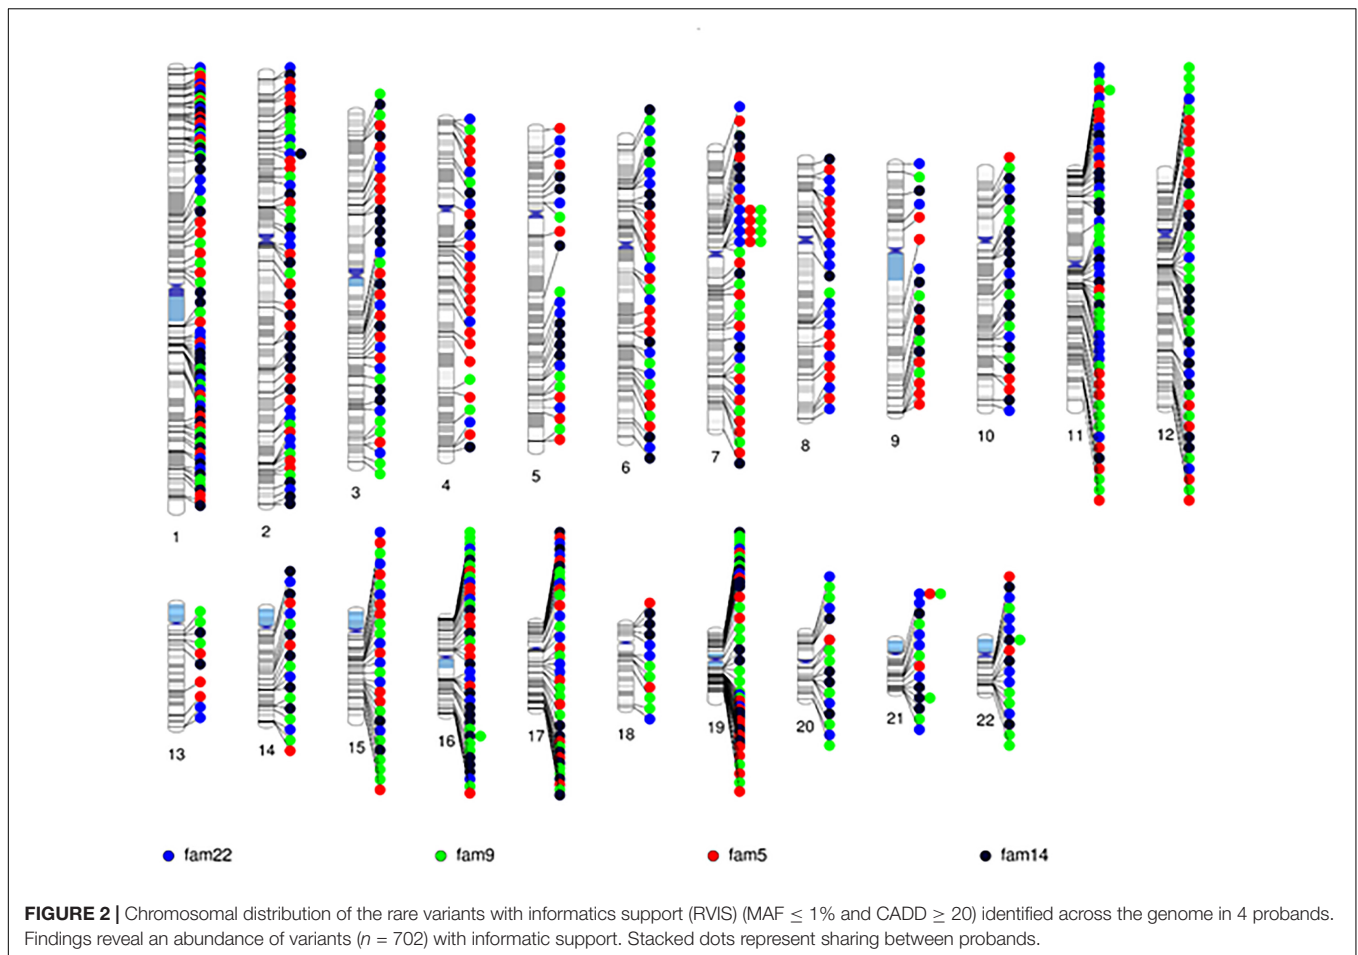 1 2 3 4 5 6 7 8 9 10 11 12
13 14 15 16 17 18 19 20 21 22
fam22 fam9 fam5 fam14
FIGURE 2 | Chromosomal distribution of the rare variants with informatics support (RVIS) (MAF ≤ 1% and CADD ≥ 20) identified across the genome in 4 probands.
Findings reveal an abundance of variants (n = 702) with informatic support. Stacked dots represent sharing between probands.